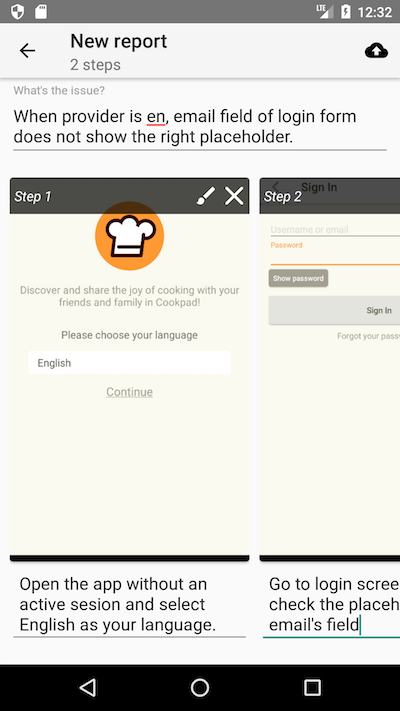 LTE 12:32
New report
2 steps
What's the issue?
When provider is en, email field of login form
does not show the right placeholder.
Step 1
Discover and share the joy of cooking with your
friends and family in Cookpad!
Please choose your language
English
Continue
Open the app without an
active sesion and select
English as your language.
Step 2
Sign In
Username or email
Password
Show password
Sign In
Forgot your
Go to login
check the
email's field